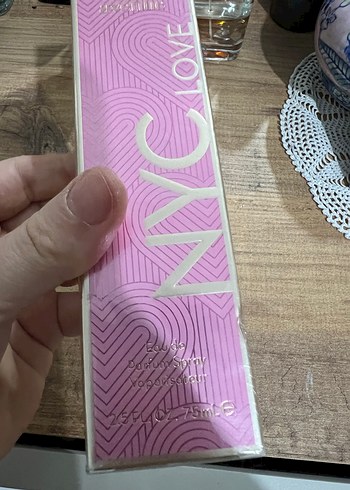 NYC LOVE
Eau de
Parfum Spray
Vaporisateur
2.5 FL.OZ. 75mL e